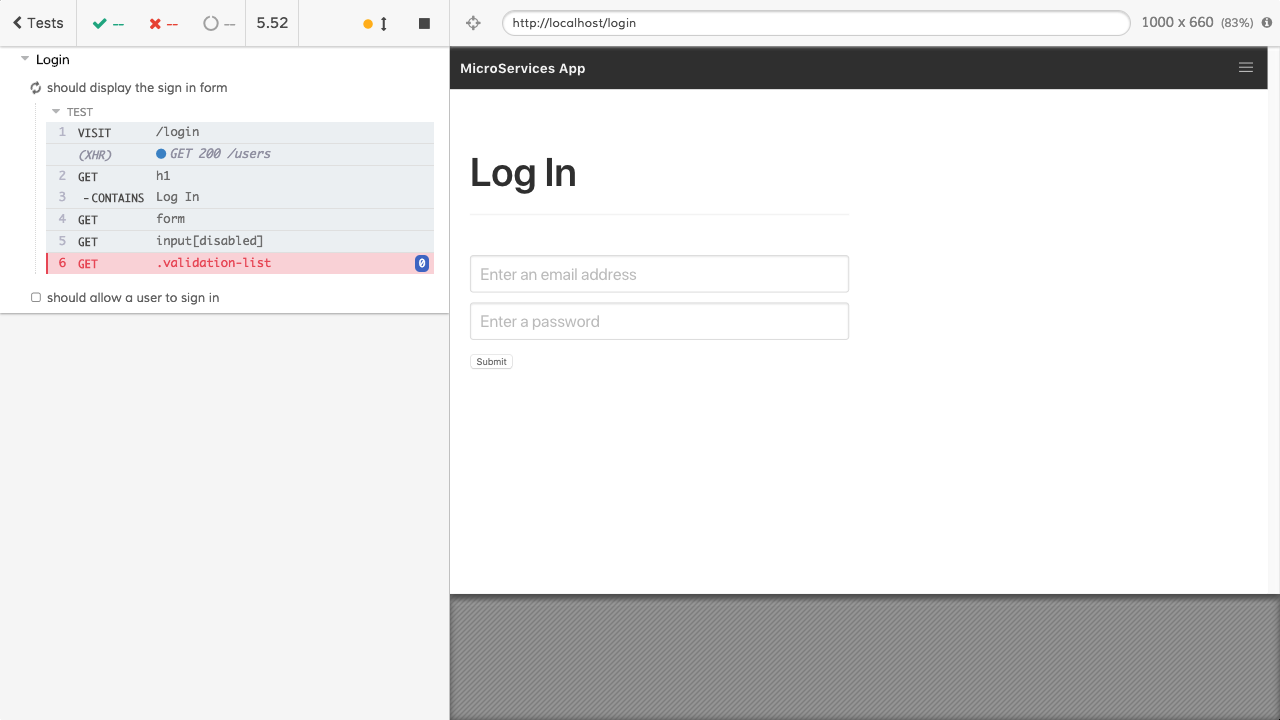 Tests
--
--
--
5.52
http://localhost/login
1000 x 660 (83%)
Login
should display the sign in form
TEST
1 VISIT /login
(XHR) GET 200 /users
2 GET h1
3 - CONTAINS Log In
4 GET form
5 GET input[disabled]
6 GET .validation-list 0
should allow a user to sign in
MicroServices App
Log In
Enter an email address
Enter a password
Submit